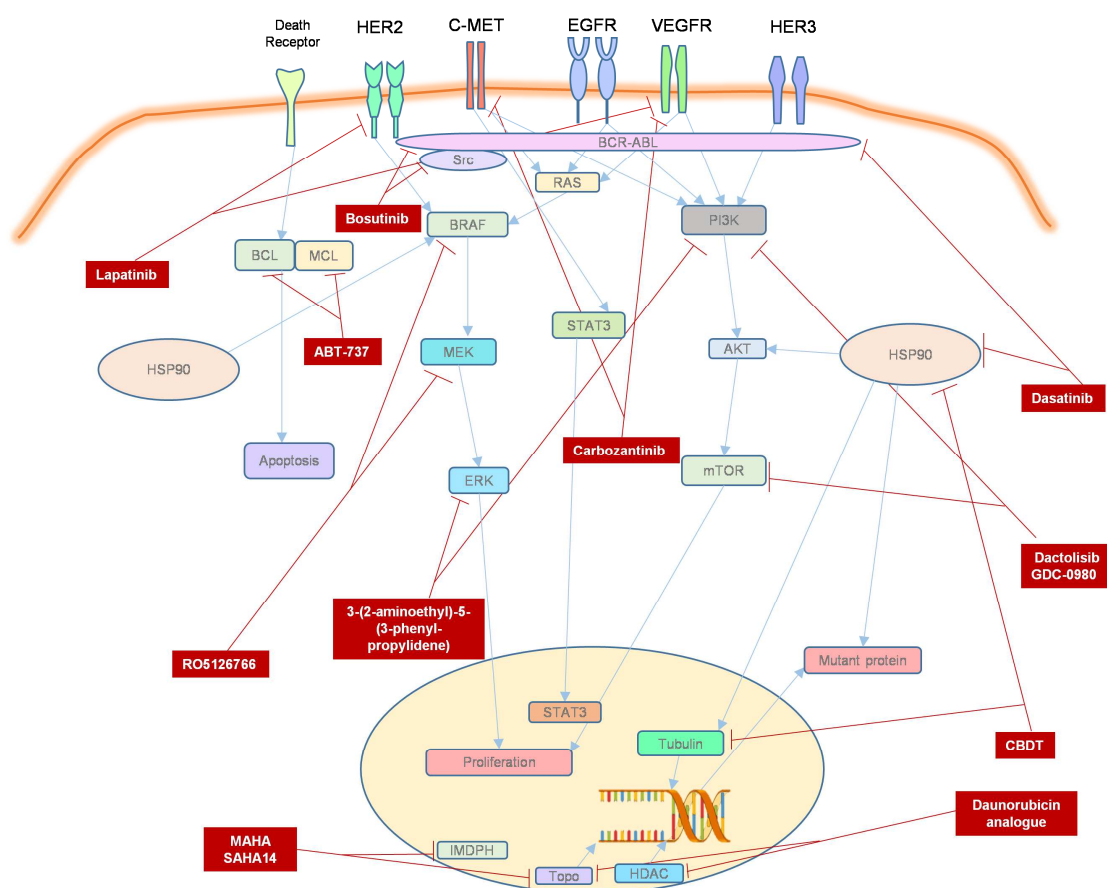 Death
Receptor
HER2
C-MET
EGFR
VEGFR
HER3
BCR-ABL
Src
RAS
Bosutinib
BRAF
PI3K
BCL
MCL
Lapatinib
STAT3
ABT-737
MEK
AKT
HSP90
HSP90
Dasatinib
Carbozantinib
Apoptosis
ERK
mTOR
Dactolisib
GDC-0980
3-(2-aminoethyl)-5-
(3-phenyl-
propylidene)
RO5126766
Mutant protein
STAT3
Tubulin
CBDT
Proliferation
Daunorubicin
analogue
MAHA
SAHA14
IMDPH
Topo
HDAC